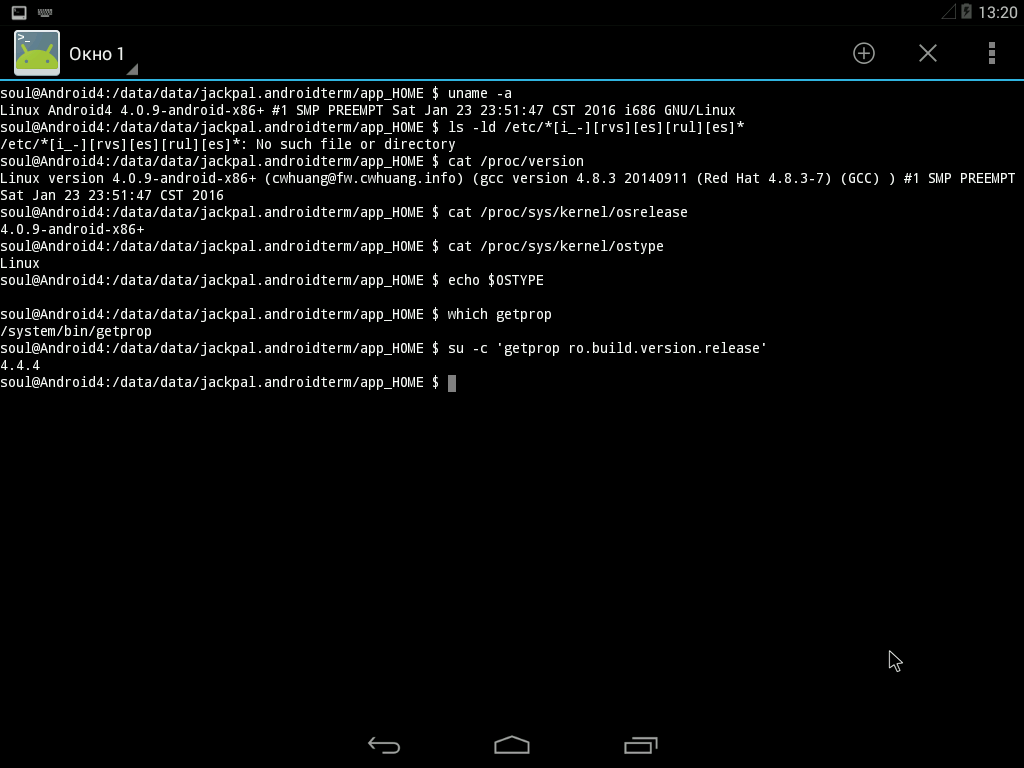 13:20
>_
Окно 1
soul@Android4:/data/data/jackpal.androidterm/app_HOME $ uname -a
Linux Android4 4.0.9-android-x86+ #1 SMP PREEMPT Sat Jan 23 23:51:47 CST 2016 i686 GNU/Linux
soul@Android4:/data/data/jackpal.androidterm/app_HOME $ ls -ld /etc/*[i_-][rvs][es][rul][es]*
/etc/*[i_-][rvs][es][rul][es]*: No such file or directory
soul@Android4:/data/data/jackpal.androidterm/app_HOME $ cat /proc/version
Linux version 4.0.9-android-x86+ (cwhuang@fw.cwhuang.info) (gcc version 4.8.3 20140911 (Red Hat 4.8.3-7) (GCC) ) #1 SMP PREEMPT
Sat Jan 23 23:51:47 CST 2016
soul@Android4:/data/data/jackpal.androidterm/app_HOME $ cat /proc/sys/kernel/osrelease
4.0.9-android-x86+
soul@Android4:/data/data/jackpal.androidterm/app_HOME $ cat /proc/sys/kernel/ostype
Linux
soul@Android4:/data/data/jackpal.androidterm/app_HOME $ echo $OSTYPE
soul@Android4:/data/data/jackpal.androidterm/app_HOME $ which getprop
/system/bin/getprop
soul@Android4:/data/data/jackpal.androidterm/app_HOME $ su -c 'getprop ro.build.version.release'
4.4.4
soul@Android4:/data/data/jackpal.androidterm/app_HOME $